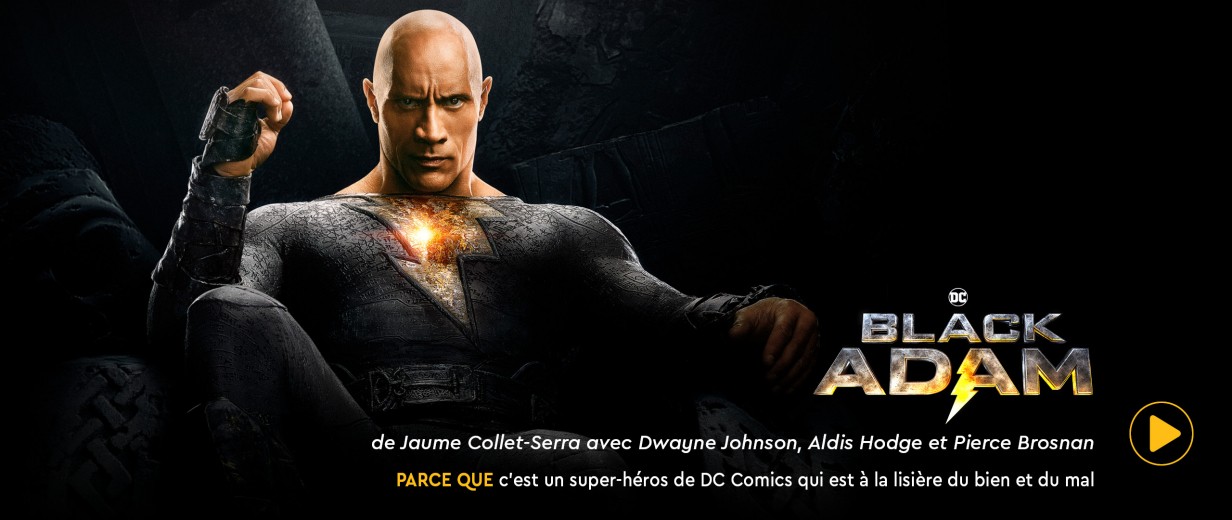 DC
BLACK
ADAM
de Jaume Collet-Serra avec Dwayne Johnson, Aldis Hodge et Pierce Brosnan
PARCE QUE c'est un super-héros de DC Comics qui est à la lisière du bien et du mal